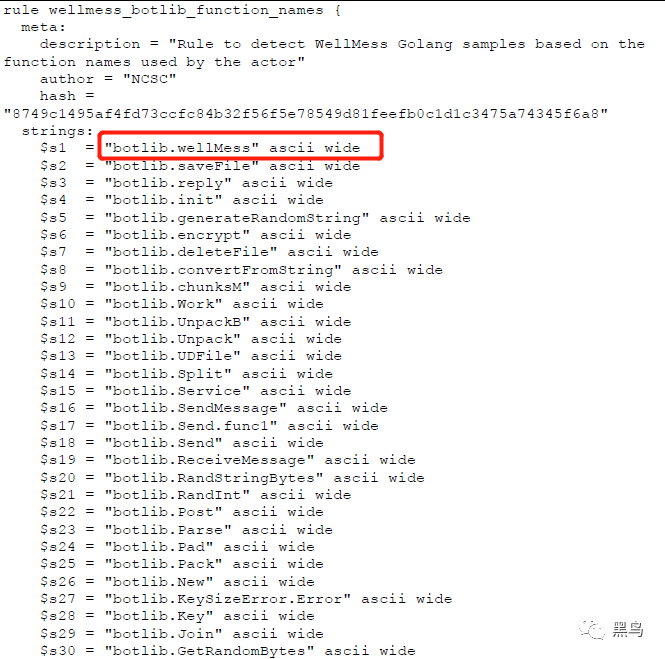 rule wellmess_botlib_function_names {
meta:
description = "Rule to detect WellMess Golang samples based on the
function names used by the actor"
author = "NCSC"
hash =
"8749c1495af4fd73ccfc84b32f56f5e78549d81feefb0c1d1c3475a74345f6a8"
strings:
$s1 = "botlib.wellMess" ascii wide
$s2 = "botlib.saveFile" ascii wide
$s3 = "botlib.reply" ascii wide
$s4 = "botlib.init" ascii wide
$s5 = "botlib.generateRandomString" ascii wide
$s6 = "botlib.encrypt" ascii wide
$s7 = "botlib.deleteFile" ascii wide
$s8 = "botlib.convertFromString" ascii wide
$s9 = "botlib.chunksM" ascii wide
$s10 = "botlib.Work" ascii wide
$s11 = "botlib.UnpackB" ascii wide
$s12 = "botlib.Unpack" ascii wide
$s13 = "botlib.UDFile" ascii wide
$s14 = "botlib.Split" ascii wide
$s15 = "botlib.Service" ascii wide
$s16 = "botlib.SendMessage" ascii wide
$s17 = "botlib.Send.func1" ascii wide
$s18 = "botlib.Send" ascii wide
$s19 = "botlib.ReceiveMessage" ascii wide
$s20 = "botlib.RandStringBytes" ascii wide
$s21 = "botlib.RandInt" ascii wide
$s22 = "botlib.Post" ascii wide
$s23 = "botlib.Parse" ascii wide
$s24 = "botlib.Pad" ascii wide
$s25 = "botlib.Pack" ascii wide
$s26 = "botlib.New" ascii wide
$s27 = "botlib.KeySizeError.Error" ascii wide
$s28 = "botlib.Key" ascii wide
$s29 = "botlib.Join" ascii wide
$s30 = "botlib.GetRandomBytes" ascii wide
黑鸟